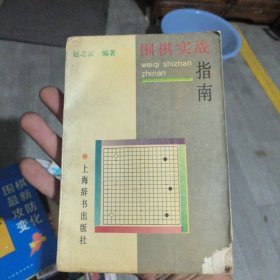 赵之云 编著
围棋实战
weiqi shizhan
zhinan
指南
上海辞书出版社
围棋
最新
攻防
变化